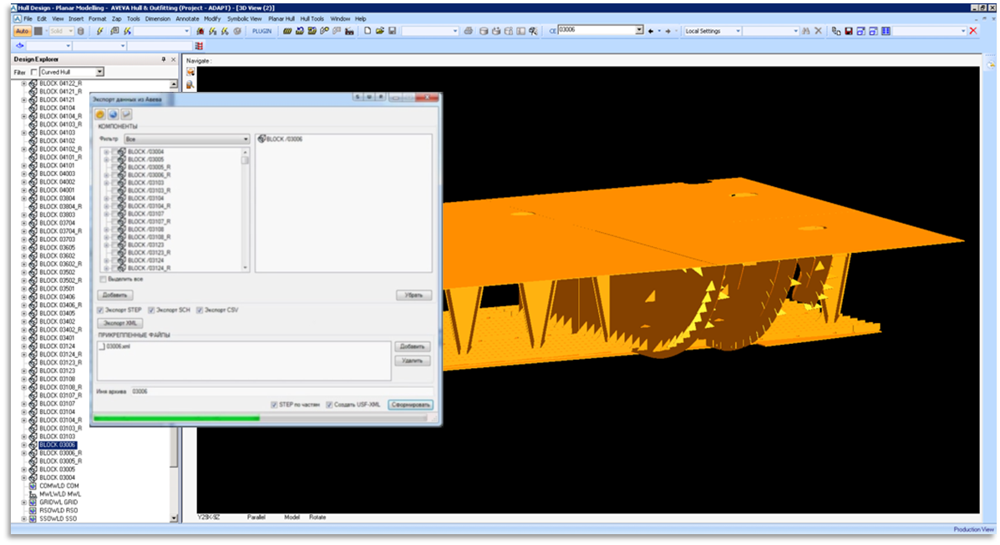 Hull Design - Planar Modelling - AVEVA Hull & Outfitting (Project - ADAPT) - [3D View (2)]
File Edit View Insert Format Zap Tools Dimension Annotate Modify Symbolic View Planar Hull Hull Tools Window Help
Auto Solid PLUGIN CE 03006 Local Settings
Design Explorer
Filter Curved Hull
Navigate :
BLOCK 04122_R
BLOCK 04121_R
BLOCK 04121
BLOCK 04104
BLOCK 04104_R
BLOCK 04103_R
BLOCK 04103
BLOCK 04102
BLOCK 04102_R
BLOCK 04101_R
BLOCK 04101
BLOCK 04003
BLOCK 04002
BLOCK 04001
BLOCK 03804
BLOCK 03804_R
BLOCK 03803
BLOCK 03704
BLOCK 03704_R
BLOCK 03703
BLOCK 03605
BLOCK 03602
BLOCK 03602_R
BLOCK 03502
BLOCK 03502_R
BLOCK 03501
BLOCK 03406
BLOCK 03406_R
BLOCK 03405
BLOCK 03402
BLOCK 03402_R
BLOCK 03401
BLOCK 03124
BLOCK 03124_R
BLOCK 03123_R
BLOCK 03123
BLOCK 03108
BLOCK 03108_R
BLOCK 03107_R
BLOCK 03107
BLOCK 03104
BLOCK 03104_R
BLOCK 03103_R
BLOCK 03103
BLOCK 03006
BLOCK 03006_R
BLOCK 03005_R
BLOCK 03005
BLOCK 03004
COMWLD COM
MWLWLD MWL
GRIDWL GRID
RSOWLD RSO
SSOWLD SSO
Экспорт данных из Авева
КОМПОНЕНТЫ
Фильтр Все
BLOCK /03004
BLOCK /03005
BLOCK /03005_R
BLOCK /03006_R
BLOCK /03103
BLOCK /03103_R
BLOCK /03104
BLOCK /03104_R
BLOCK /03107
BLOCK /03107_R
BLOCK /03108
BLOCK /03108_R
BLOCK /03123
BLOCK /03123_R
BLOCK /03124
BLOCK /03124_R
BLOCK /03006
Выделить все
Добавить Убрать
Экспорт STEP Экспорт SCH Экспорт CSV
Экспорт XML
ПРИКРЕПЛЕННЫЕ ФАЙЛЫ
03006.xml
Добавить
Удалить
Имя архива 03006
STEP по частям Создать USF-XML Сформировать
Y29X-9Z Parallel Model Rotate
Production View